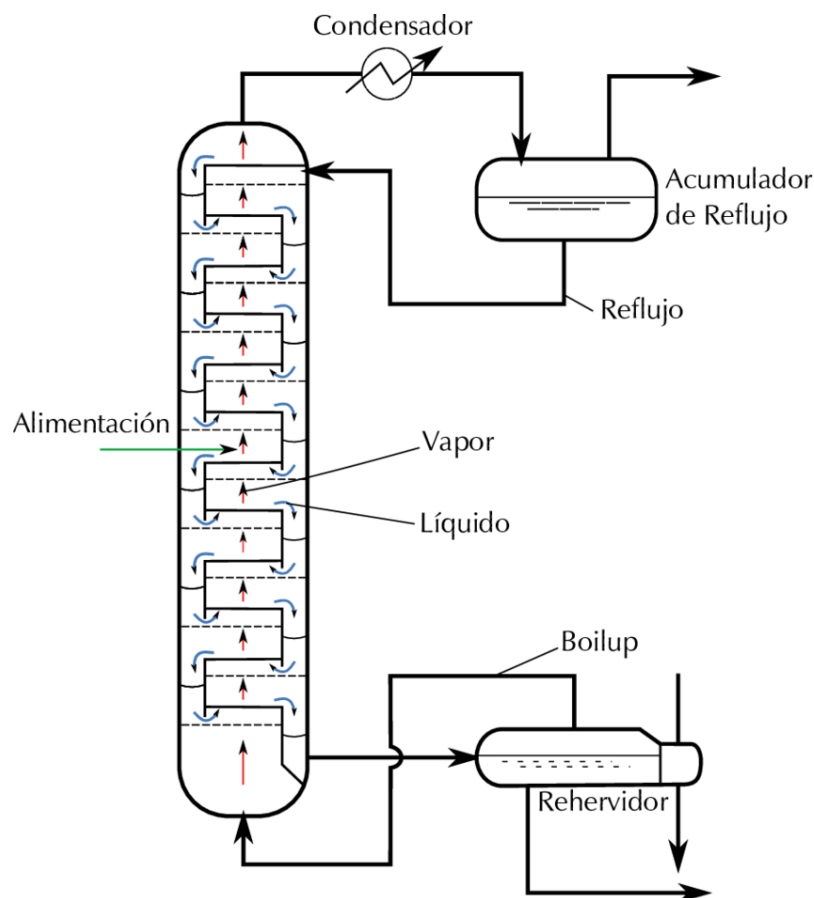 Condensador
Acumulador
de Reflujo
Reflujo
Alimentación
Vapor
Líquido
Boilup
Rehervidor